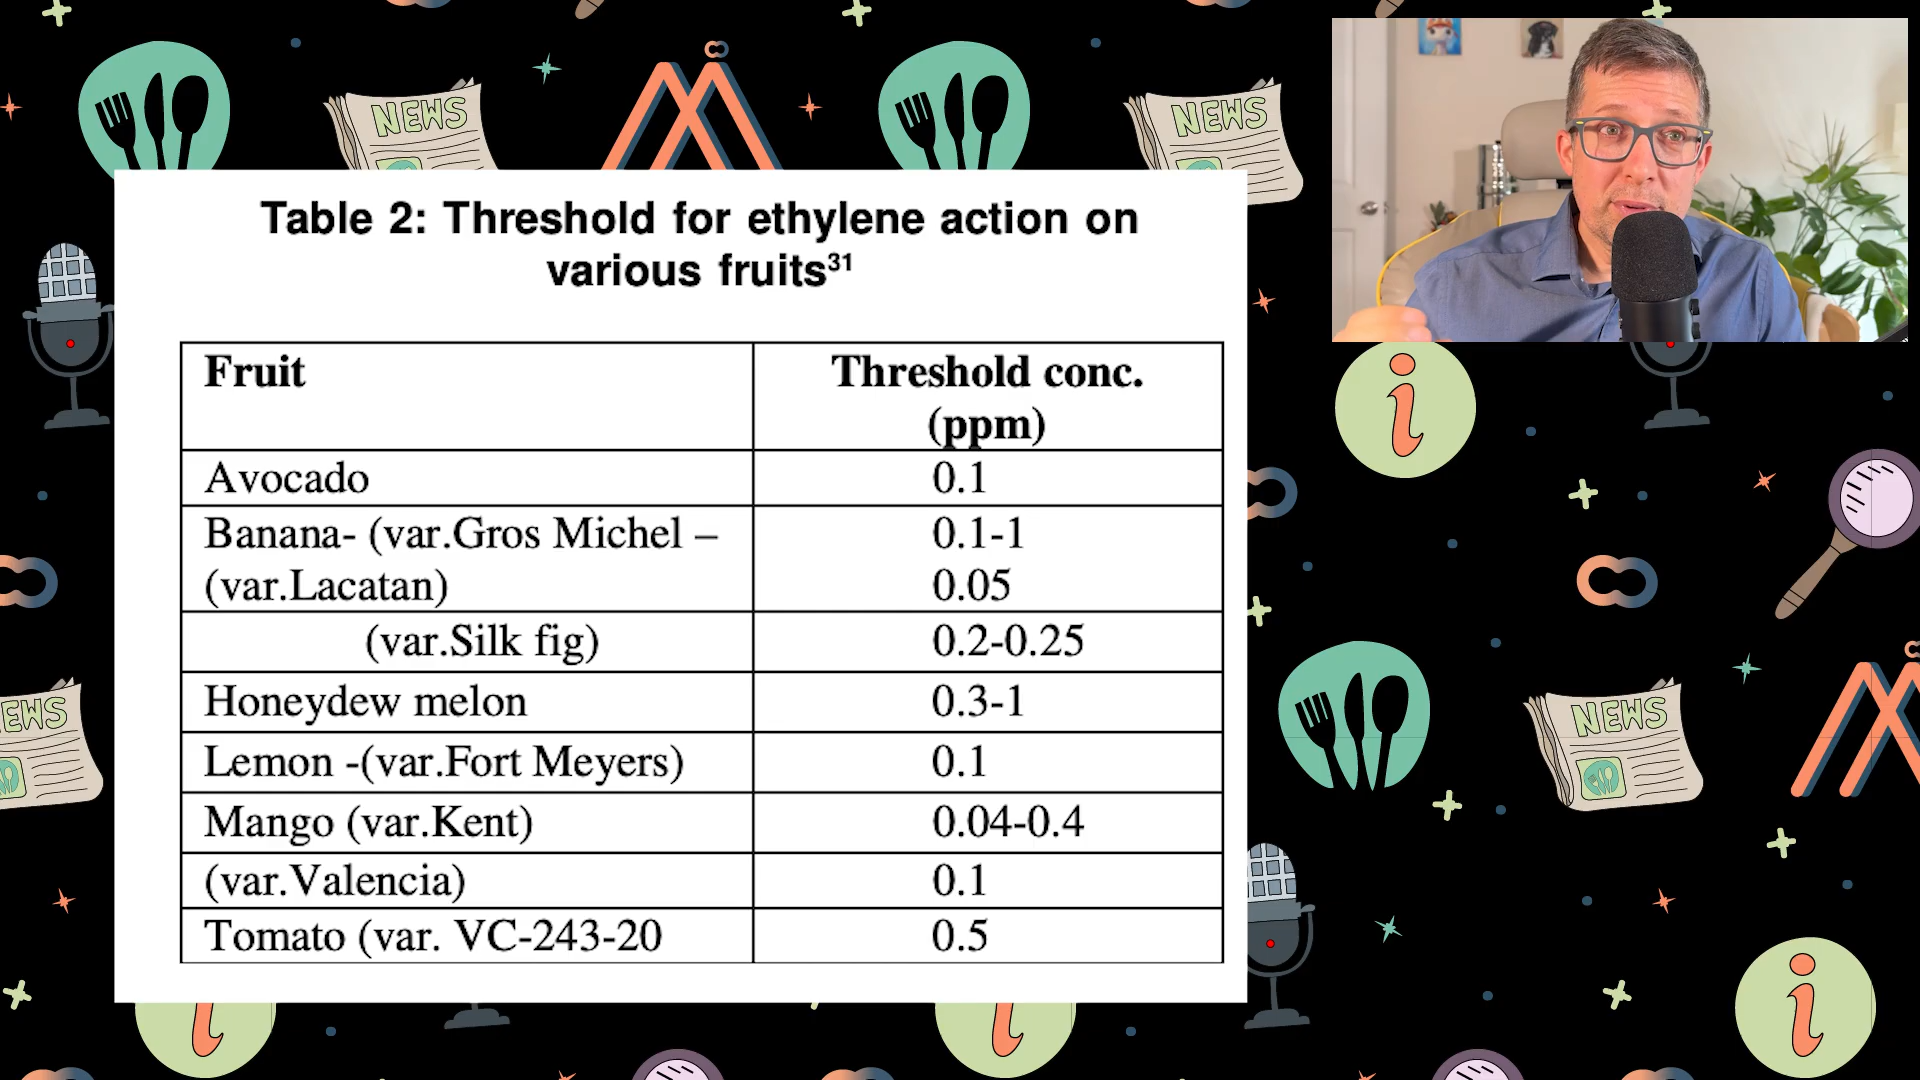 NEWS
NEWS
Table 2: Threshold for ethylene action on
various fruits31
Fruit
Threshold conc.
(ppm)
Avocado
0.1
Banana- (var.Gros Michel –
0.1-1
(var.Lacatan)
0.05
(var.Silk fig)
0.2-0.25
Honeydew melon
0.3-1
Lemon -(var.Fort Meyers)
0.1
Mango (var.Kent)
0.04-0.4
(var.Valencia)
0.1
Tomato (var. VC-243-20
0.5
i
EWS
NEWS
i
i
i